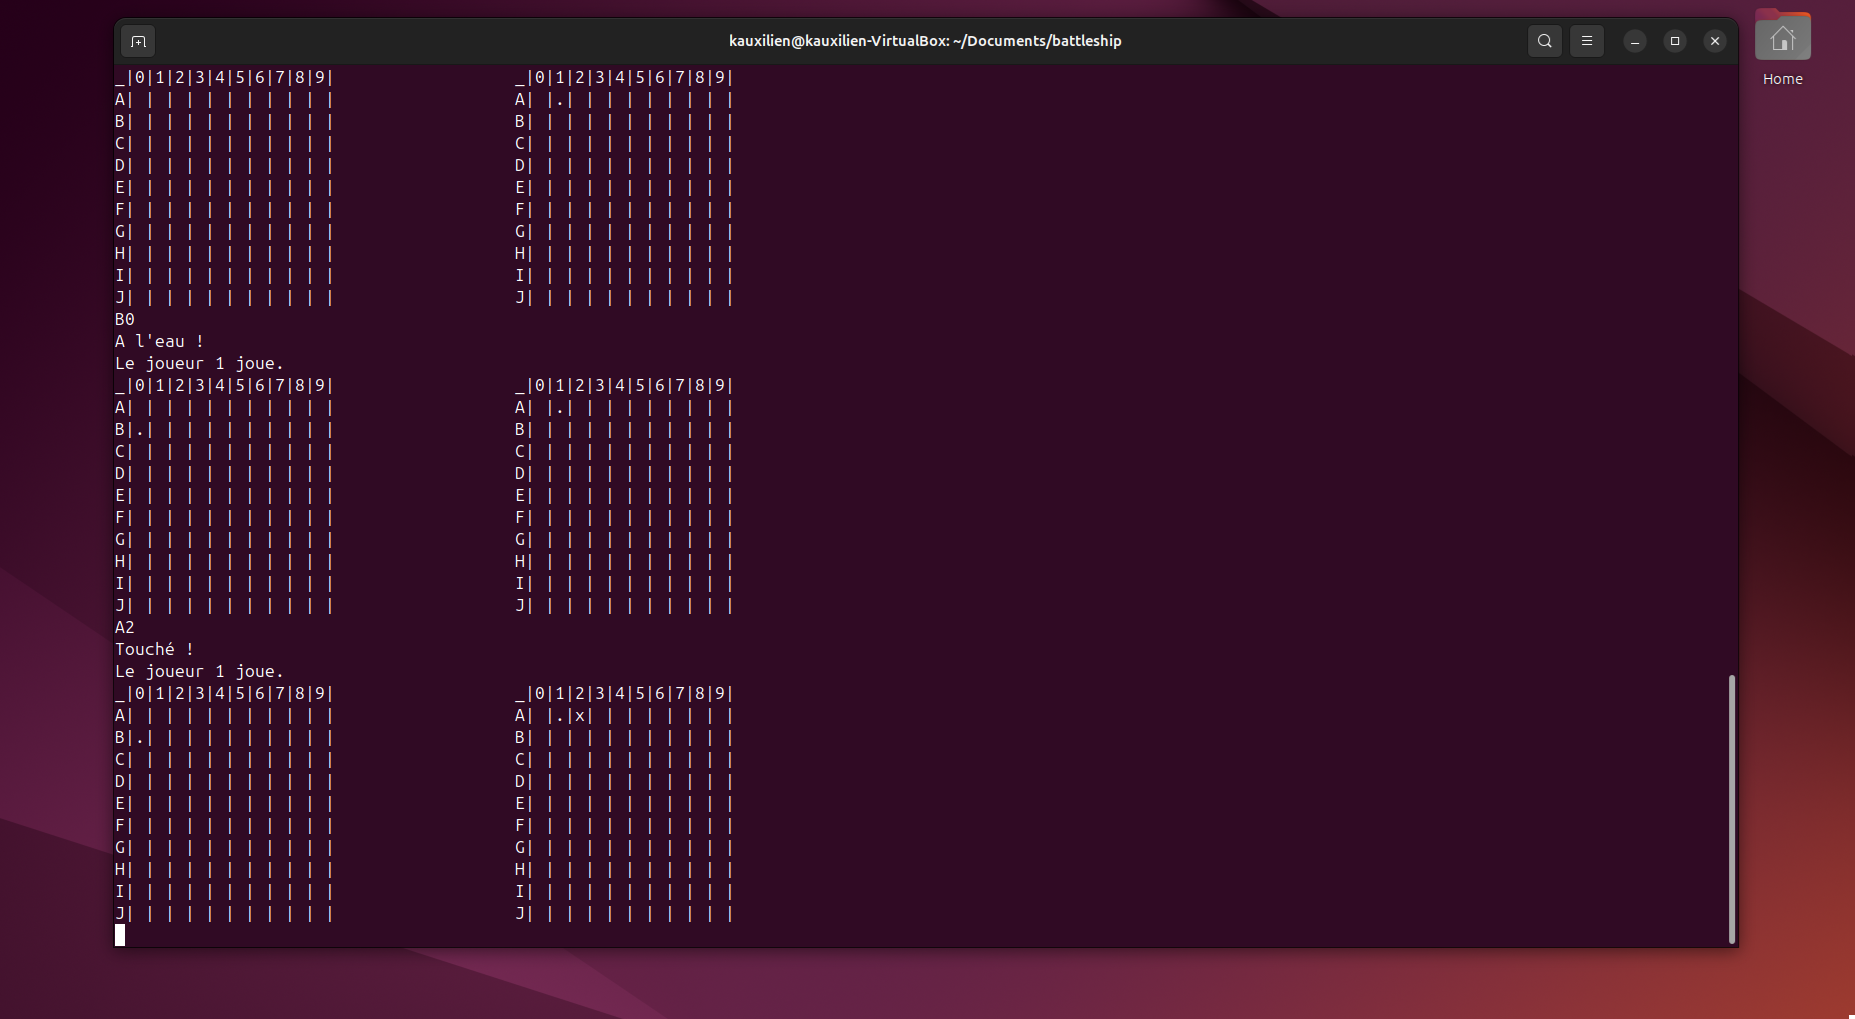 kauxilien@kauxilien-VirtualBox: ~/Documents/battleship
Home
_|0|1|2|3|4|5|6|7|8|9|                  _|0|1|2|3|4|5|6|7|8|9|
A| | | | | | | | | | |                  A| |.| | | | | | | | |
B| | | | | | | | | | |                  B| | | | | | | | | | |
C| | | | | | | | | | |                  C| | | | | | | | | | |
D| | | | | | | | | | |                  D| | | | | | | | | | |
E| | | | | | | | | | |                  E| | | | | | | | | | |
F| | | | | | | | | | |                  F| | | | | | | | | | |
G| | | | | | | | | | |                  G| | | | | | | | | | |
H| | | | | | | | | | |                  H| | | | | | | | | | |
I| | | | | | | | | | |                  I| | | | | | | | | | |
J| | | | | | | | | | |                  J| | | | | | | | | | |
B0
A l'eau !
Le joueur 1 joue.
_|0|1|2|3|4|5|6|7|8|9|                  _|0|1|2|3|4|5|6|7|8|9|
A| | | | | | | | | | |                  A| |.| | | | | | | | |
B|.| | | | | | | | | |                  B| | | | | | | | | | |
C| | | | | | | | | | |                  C| | | | | | | | | | |
D| | | | | | | | | | |                  D| | | | | | | | | | |
E| | | | | | | | | | |                  E| | | | | | | | | | |
F| | | | | | | | | | |                  F| | | | | | | | | | |
G| | | | | | | | | | |                  G| | | | | | | | | | |
H| | | | | | | | | | |                  H| | | | | | | | | | |
I| | | | | | | | | | |                  I| | | | | | | | | | |
J| | | | | | | | | | |                  J| | | | | | | | | | |
A2
Touché !
Le joueur 1 joue.
_|0|1|2|3|4|5|6|7|8|9|                  _|0|1|2|3|4|5|6|7|8|9|
A| | | | | | | | | | |                  A| |.|x| | | | | | | |
B|.| | | | | | | | | |                  B| | | | | | | | | | |
C| | | | | | | | | | |                  C| | | | | | | | | | |
D| | | | | | | | | | |                  D| | | | | | | | | | |
E| | | | | | | | | | |                  E| | | | | | | | | | |
F| | | | | | | | | | |                  F| | | | | | | | | | |
G| | | | | | | | | | |                  G| | | | | | | | | | |
H| | | | | | | | | | |                  H| | | | | | | | | | |
I| | | | | | | | | | |                  I| | | | | | | | | | |
J| | | | | | | | | | |                  J| | | | | | | | | | |